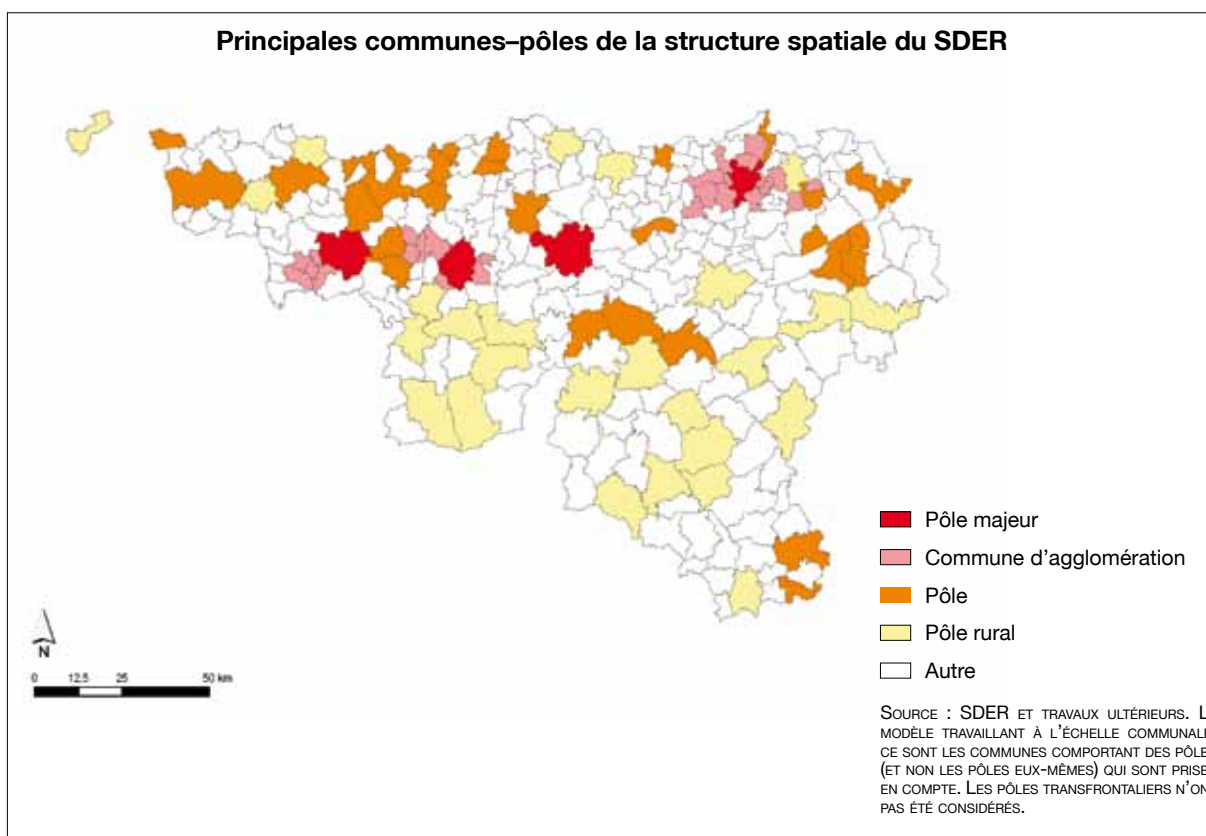 Principales communes–pôles de la structure spatiale du SDER
Pôle majeur
Commune d'agglomération
Pôle
Pôle rural
Autre
N
0 12.5 25 50 km
SOURCE : SDER ET TRAVAUX ULTÉRIEURS. L
MODÈLE TRAVAILLANT À L'ÉCHELLE COMMUNALE
CE SONT LES COMMUNES COMPORTANT DES PÔLE
(ET NON LES PÔLES EUX-MÊMES) QUI SONT PRISE
EN COMPTE. LES PÔLES TRANSFRONTALIERS N'ON
PAS ÉTÉ CONSIDÉRÉS.